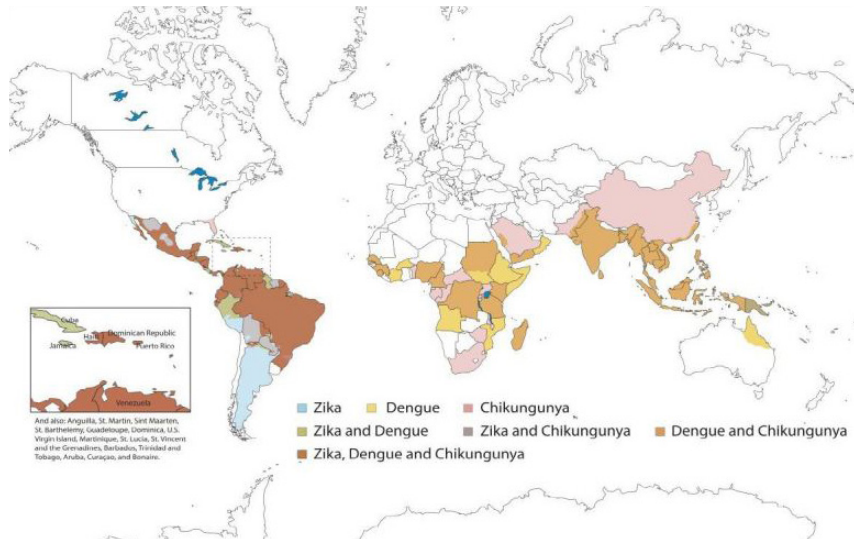 Cuba
Dominican Republic
Haiti
Jamaica
Puerto Rico
Venezuela
And also: Anguilla, St. Martin, Sint Maarten,
St. Barthelemy, Guadeloupe, Dominica, U.S.
Virgin Island, Martinique, St. Lucia, St. Vincent
and the Grenadines, Barbados, Trinidad and
Tobago, Aruba, Curaçao, and Bonaire.
Zika
Dengue
Chikungunya
Zika and Dengue
Zika and Chikungunya
Dengue and Chikungunya
Zika, Dengue and Chikungunya